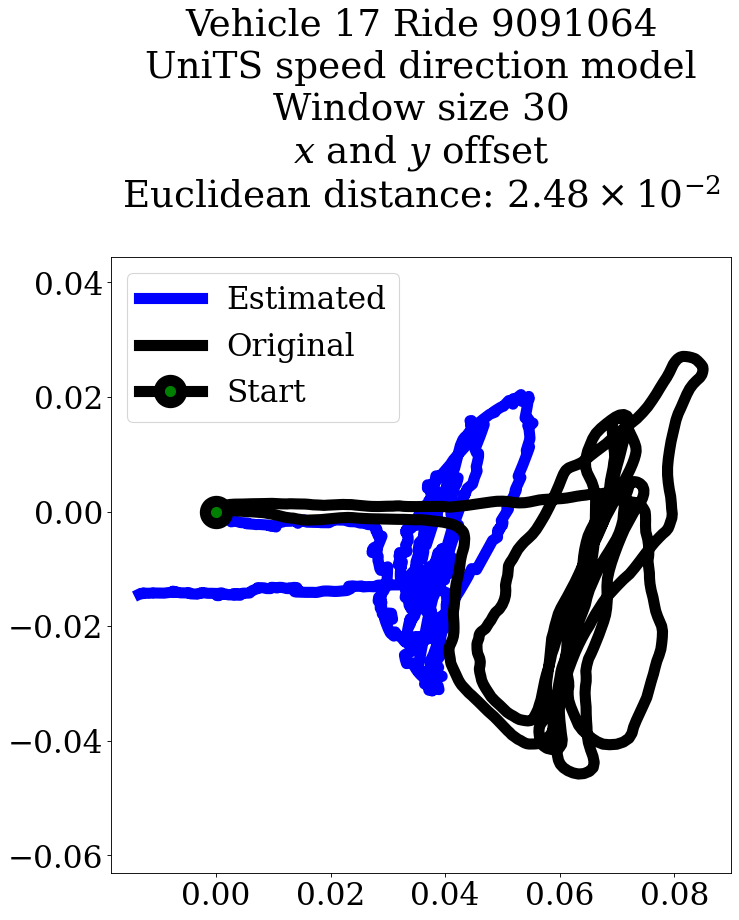 Vehicle 17 Ride 9091064
UniTS speed direction model
Window size 30
x and y offset
Euclidean distance: 2.48 × 10⁻²
Estimated
Original
Start
0.04
0.02
0.00
−0.02
−0.04
−0.06
0.00 0.02 0.04 0.06 0.08